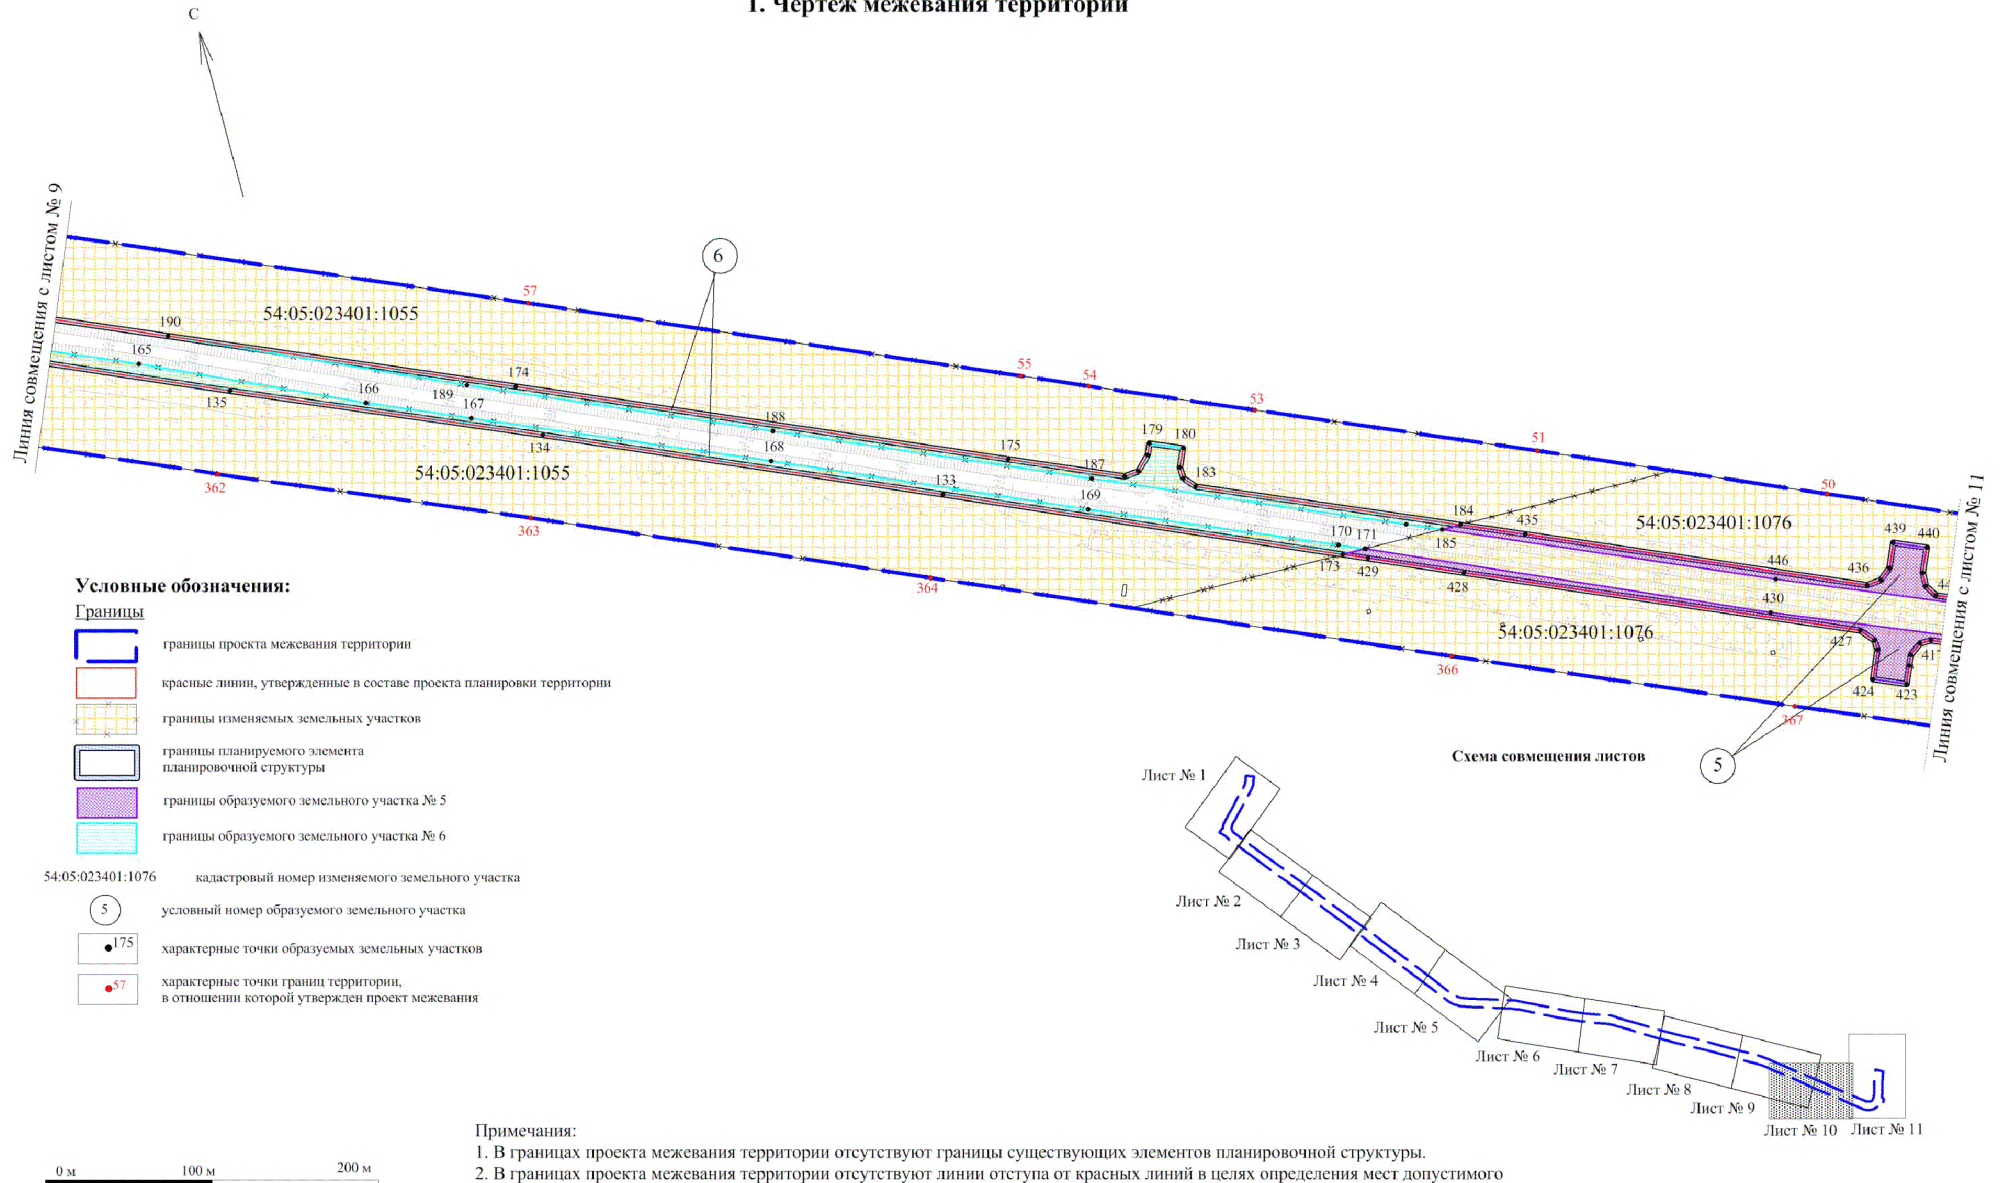 1. Чертеж межевания территории
С
Линия совмещения с листом № 9
57
190
54:05:023401:1055
165
135
166
189
167
174
134
54:05:023401:1055
362
363
6
188
168
175
133
187
169
179
180
183
55
54
53
51
50
364
170
171
173
429
184
185
435
428
54:05:023401:1076
446
436
439
440
430
427
54:05:023401:1076
424
423
366
367
5
Линия совмещения с листом № 11
Условные обозначения:
Границы
границы проекта межевания территории
красные линии, утвержденные в составе проекта планировки территории
границы изменяемых земельных участков
границы планируемого элемента
планировочной структуры
границы образуемого земельного участка № 5
границы образуемого земельного участка № 6
54:05:023401:1076 кадастровый номер изменяемого земельного участка
5 условный номер образуемого земельного участка
175 характерные точки образуемых земельных участков
57 характерные точки границ территории,
в отношении которой утвержден проект межевания
Схема совмещения листов
Лист № 1
Лист № 2
Лист № 3
Лист № 4
Лист № 5
Лист № 6
Лист № 7
Лист № 8
Лист № 9
Лист № 10
Лист № 11
0 м 100 м 200 м
Примечания:
1. В границах проекта межевания территории отсутствуют границы существующих элементов планировочной структуры.
2. В границах проекта межевания территории отсутствуют линии отступа от красных линий в целях определения мест допустимого